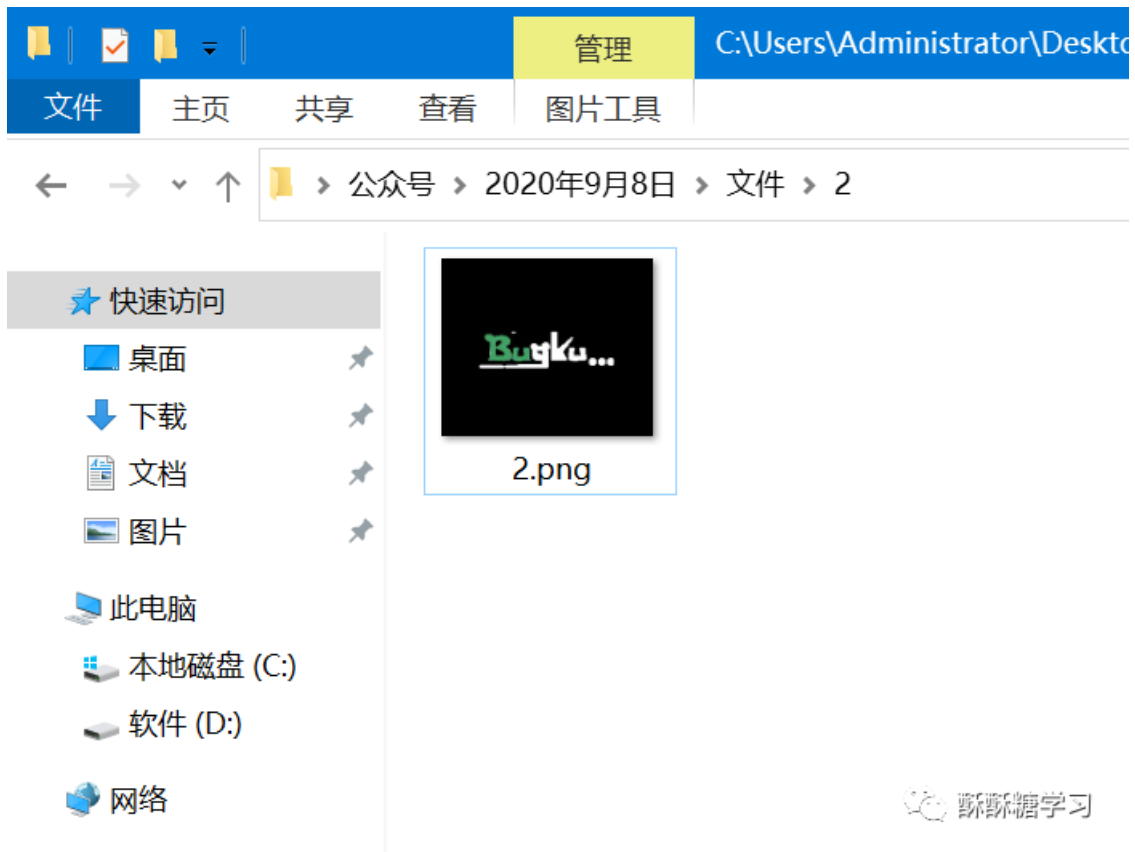 管理 C:\Users\Administrator\Deskto
文件 主页 共享 查看 图片工具
公众号 > 2020年9月8日 > 文件 > 2
快速访问
桌面
下载
文档
图片
此电脑
本地磁盘 (C:)
软件 (D:)
网络
Bugku...
2.png
酥酥糖学习